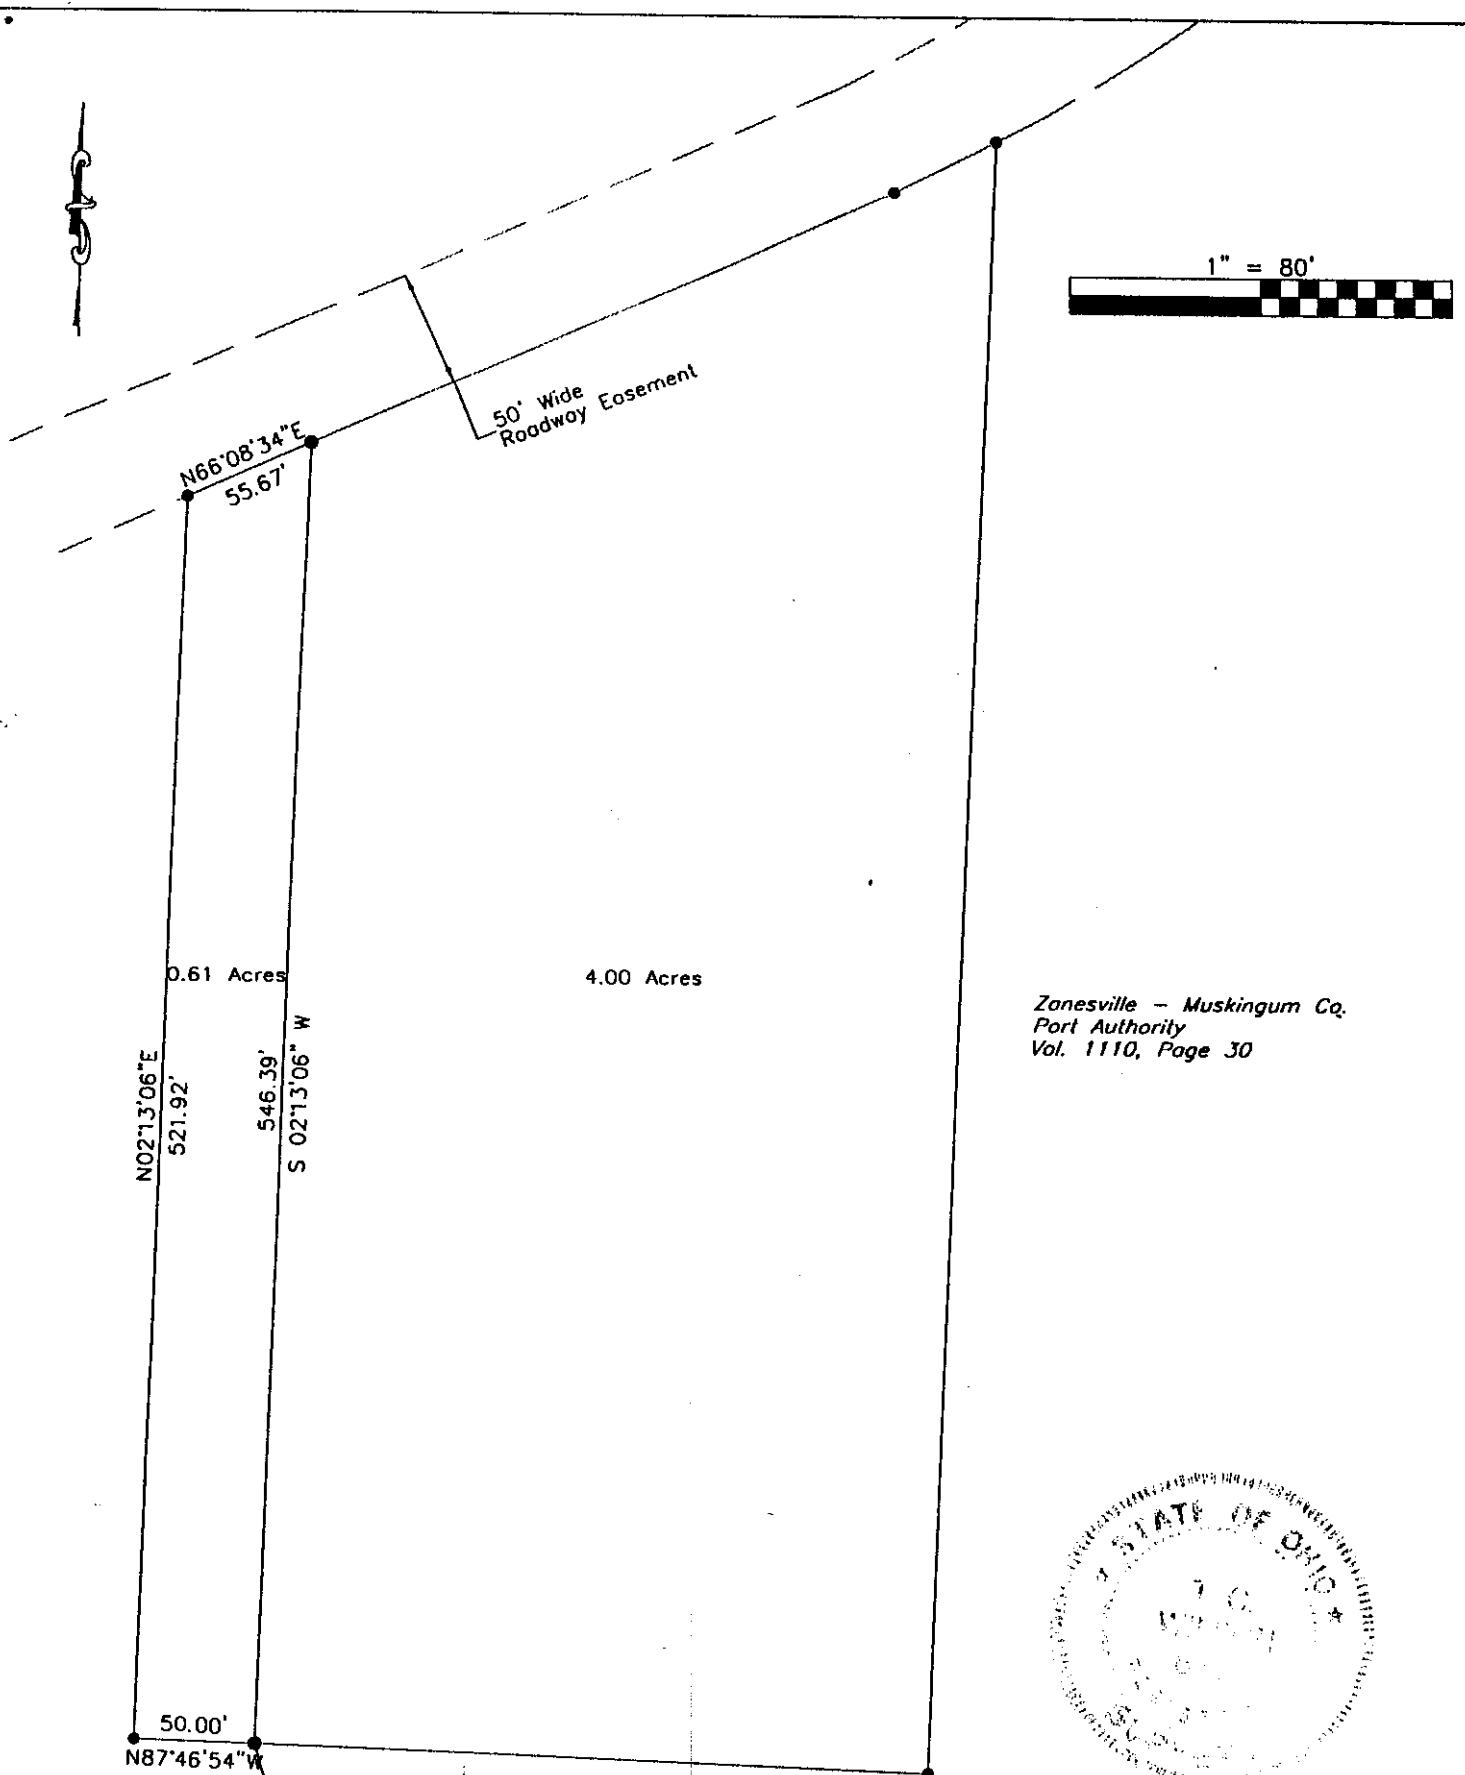 1" = 80'
50' Wide
Roadway Easement
N66°08'34"E
55.67'
0.61 Acres
4.00 Acres
Zanesville – Muskingum Co.
Port Authority
Vol. 1110, Page 30
N02°13'06"E
521.92'
546.39'
S 02°13'06" W
STATE OF OHIO
50.00'
N87°46'54"W